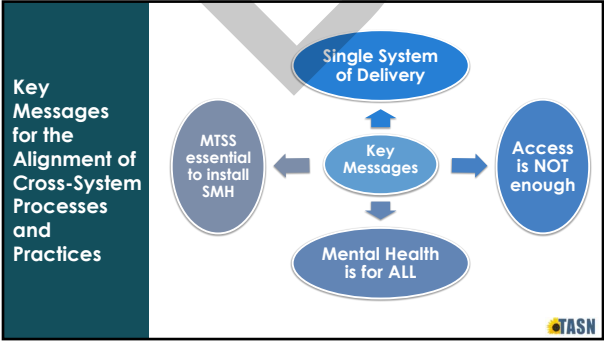 Key
Messages
for the
Alignment of
Cross-System
Processes
and
Practices
Single System
of Delivery
MTSS
essential
to install
SMH
Key
Messages
Access
is NOT
enough
Mental Health
is for ALL
TASN